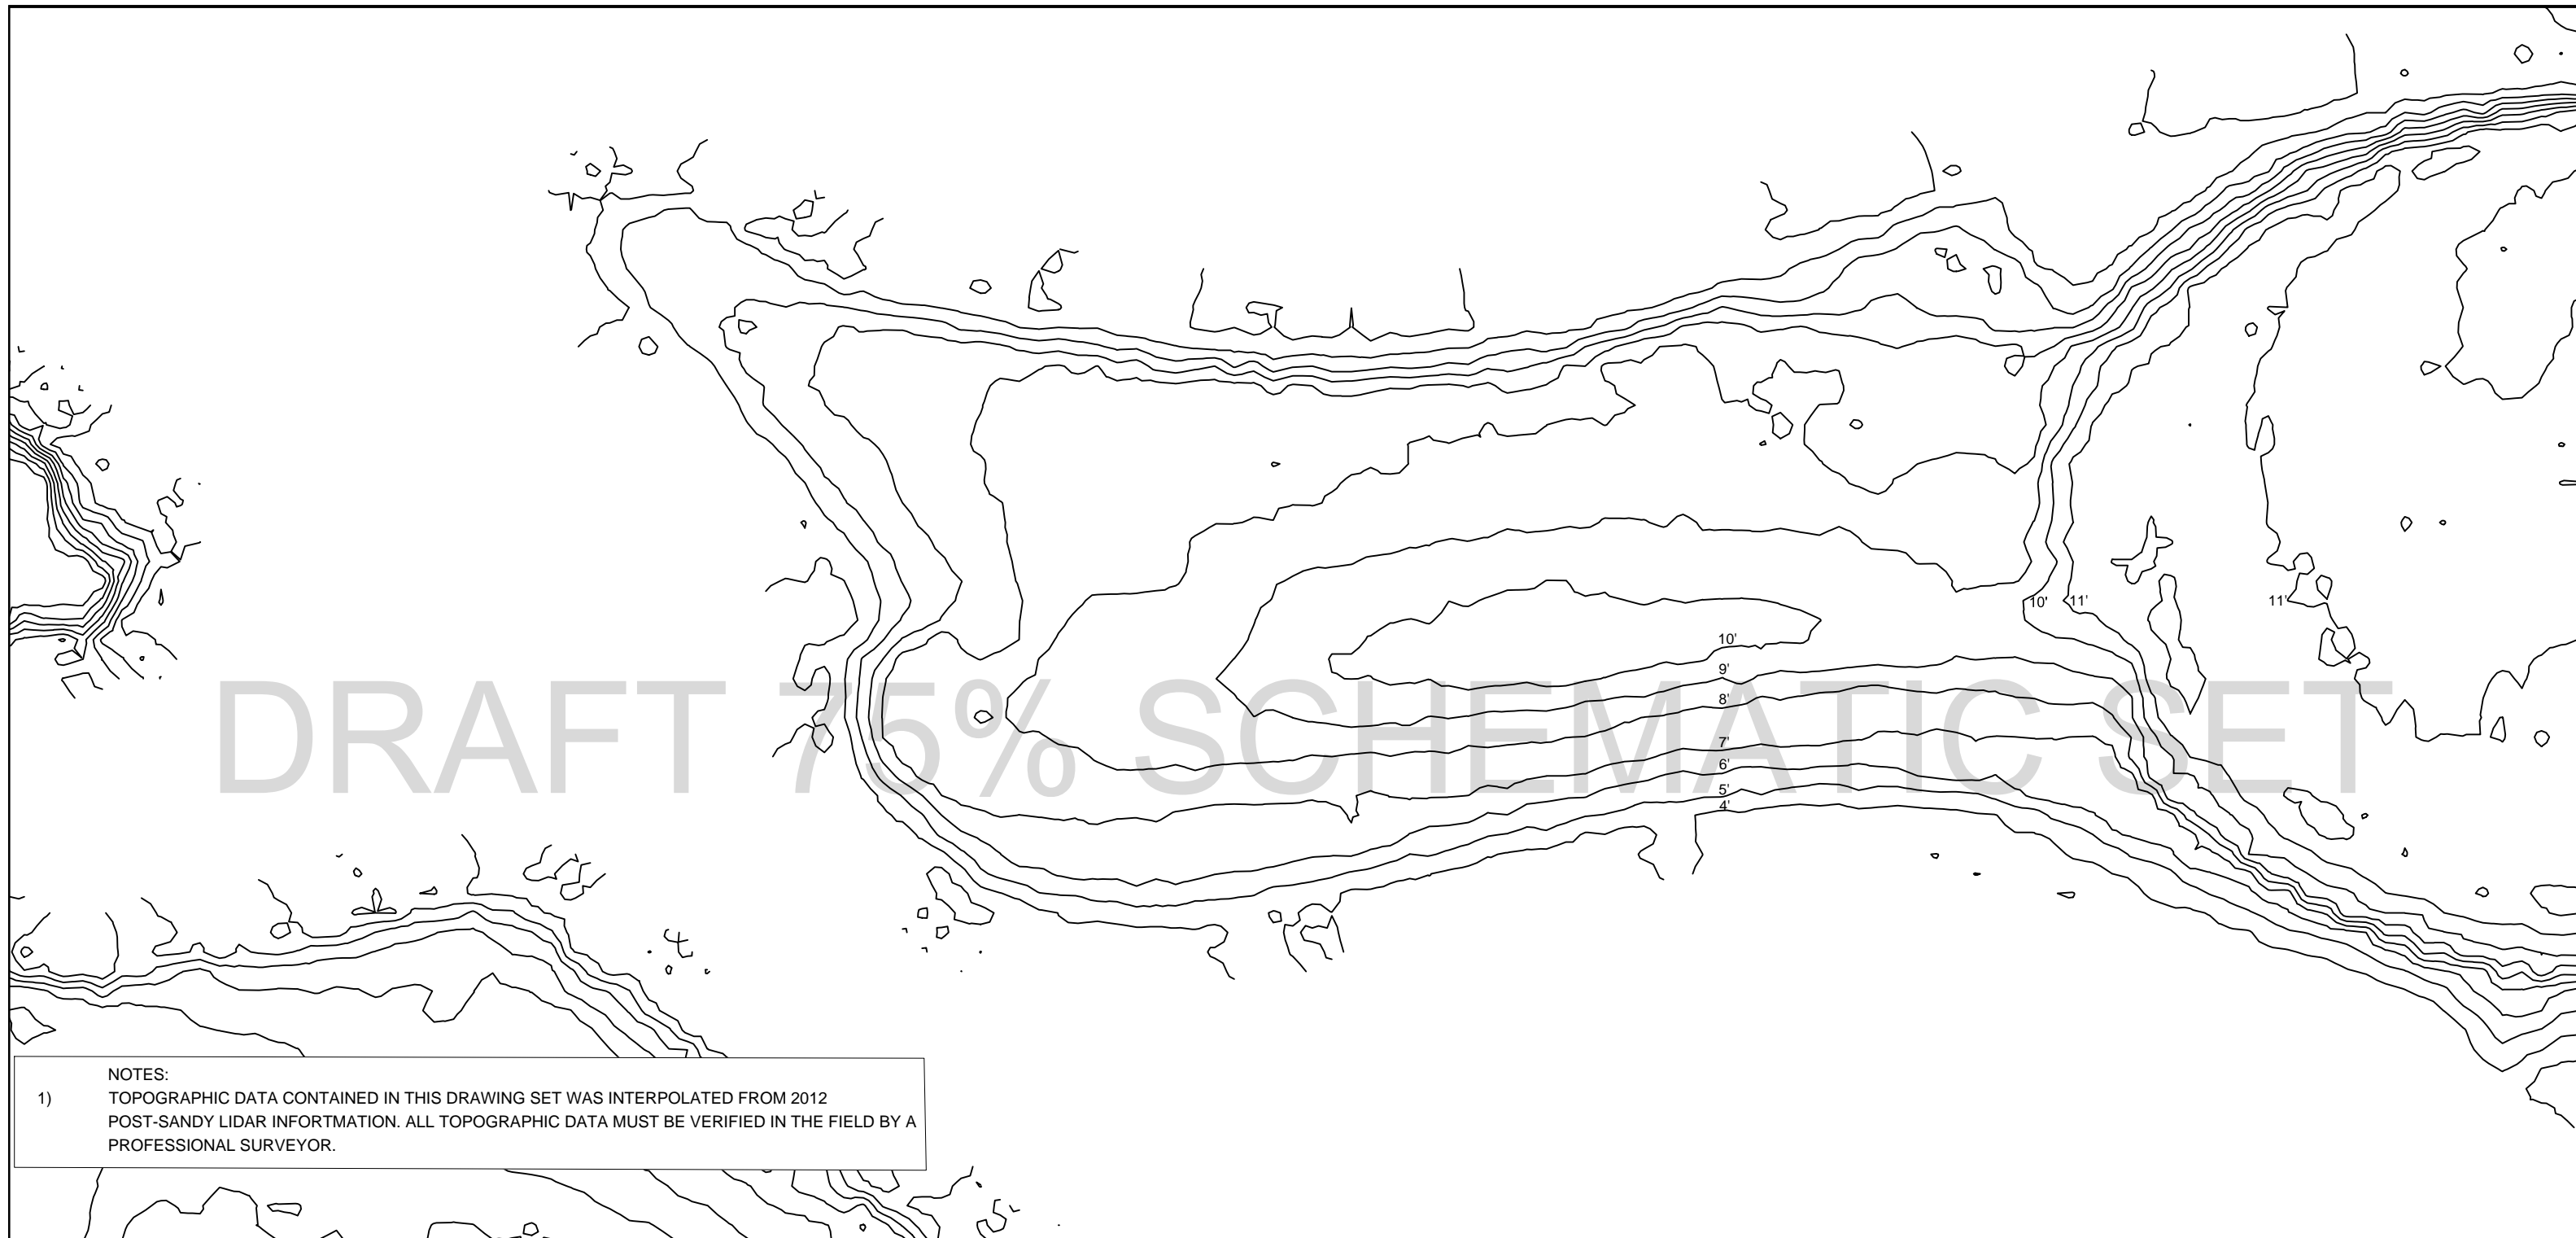 10'
11'
11'
10'
9'
8'
7'
6'
5'
4'
DRAFT 75% SCHEMATIC SET
NOTES:
1) TOPOGRAPHIC DATA CONTAINED IN THIS DRAWING SET WAS INTERPOLATED FROM 2012
POST-SANDY LIDAR INFORTMATION. ALL TOPOGRAPHIC DATA MUST BE VERIFIED IN THE FIELD BY A
PROFESSIONAL SURVEYOR.